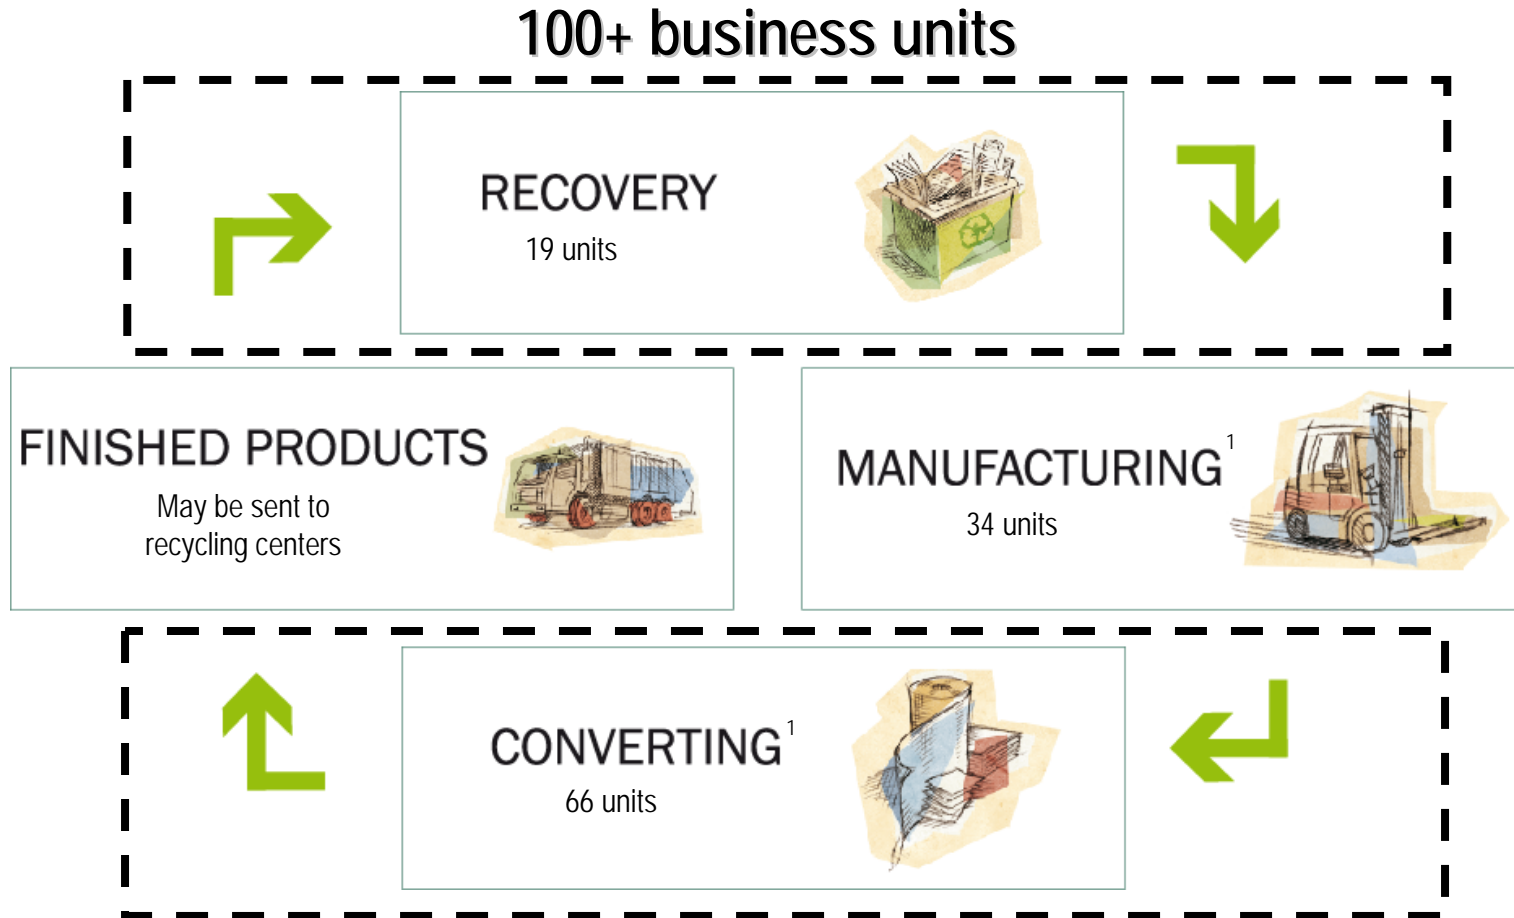 100+ business units
RECOVERY
19 units
FINISHED PRODUCTS
May be sent to
recycling centers
MANUFACTURING¹
34 units
CONVERTING¹
66 units